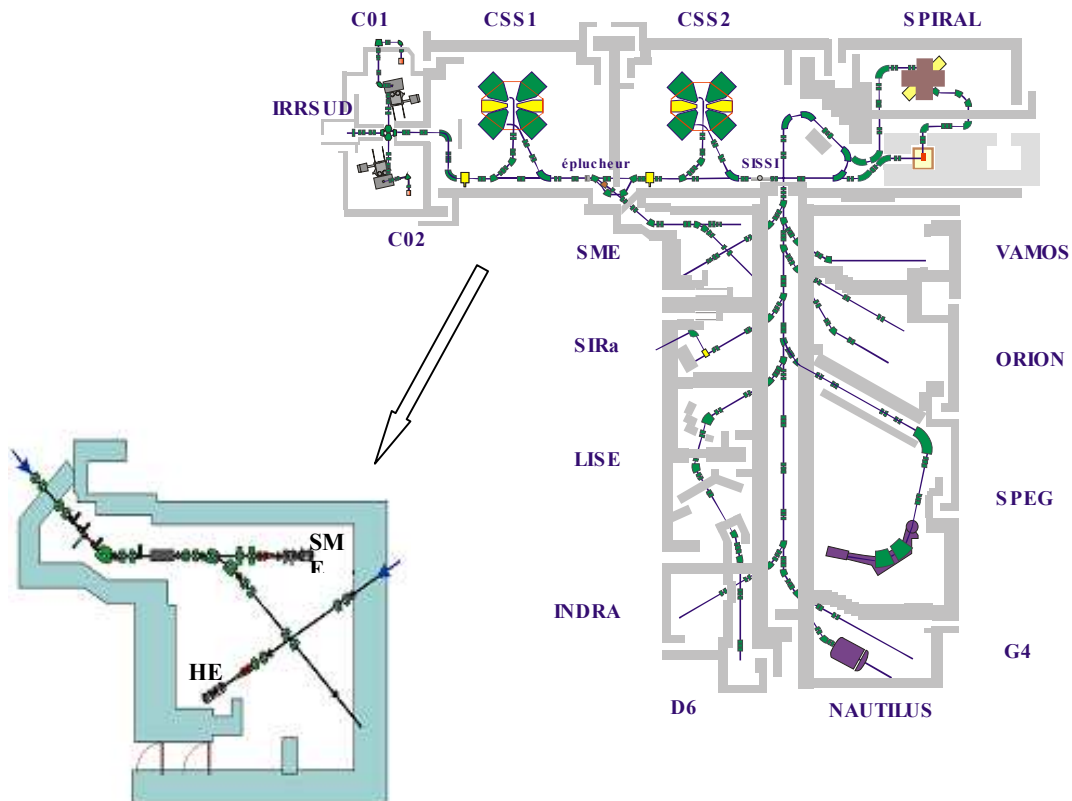 C01
CSS1
CSS2
SPIRAL
IRRSUD
éplucheur
SISSI
C02
SME
VAMOS
SIRa
ORION
LISE
SPEG
SM
E
INDRA
HE
G4
D6
NAUTILUS